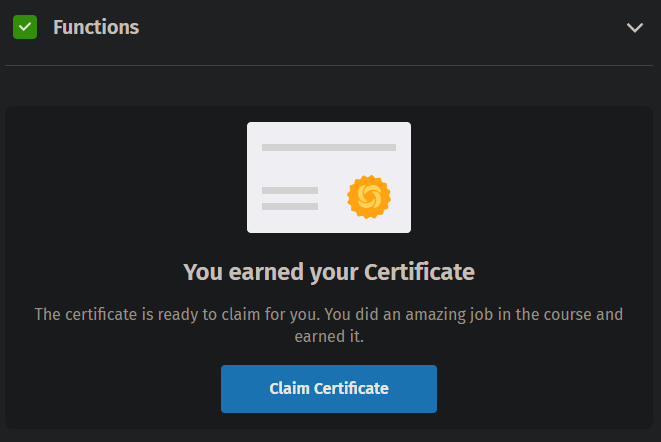 Functions
You earned your Certificate
The certificate is ready to claim for you. You did an amazing job in the course and
earned it.
Claim Certificate